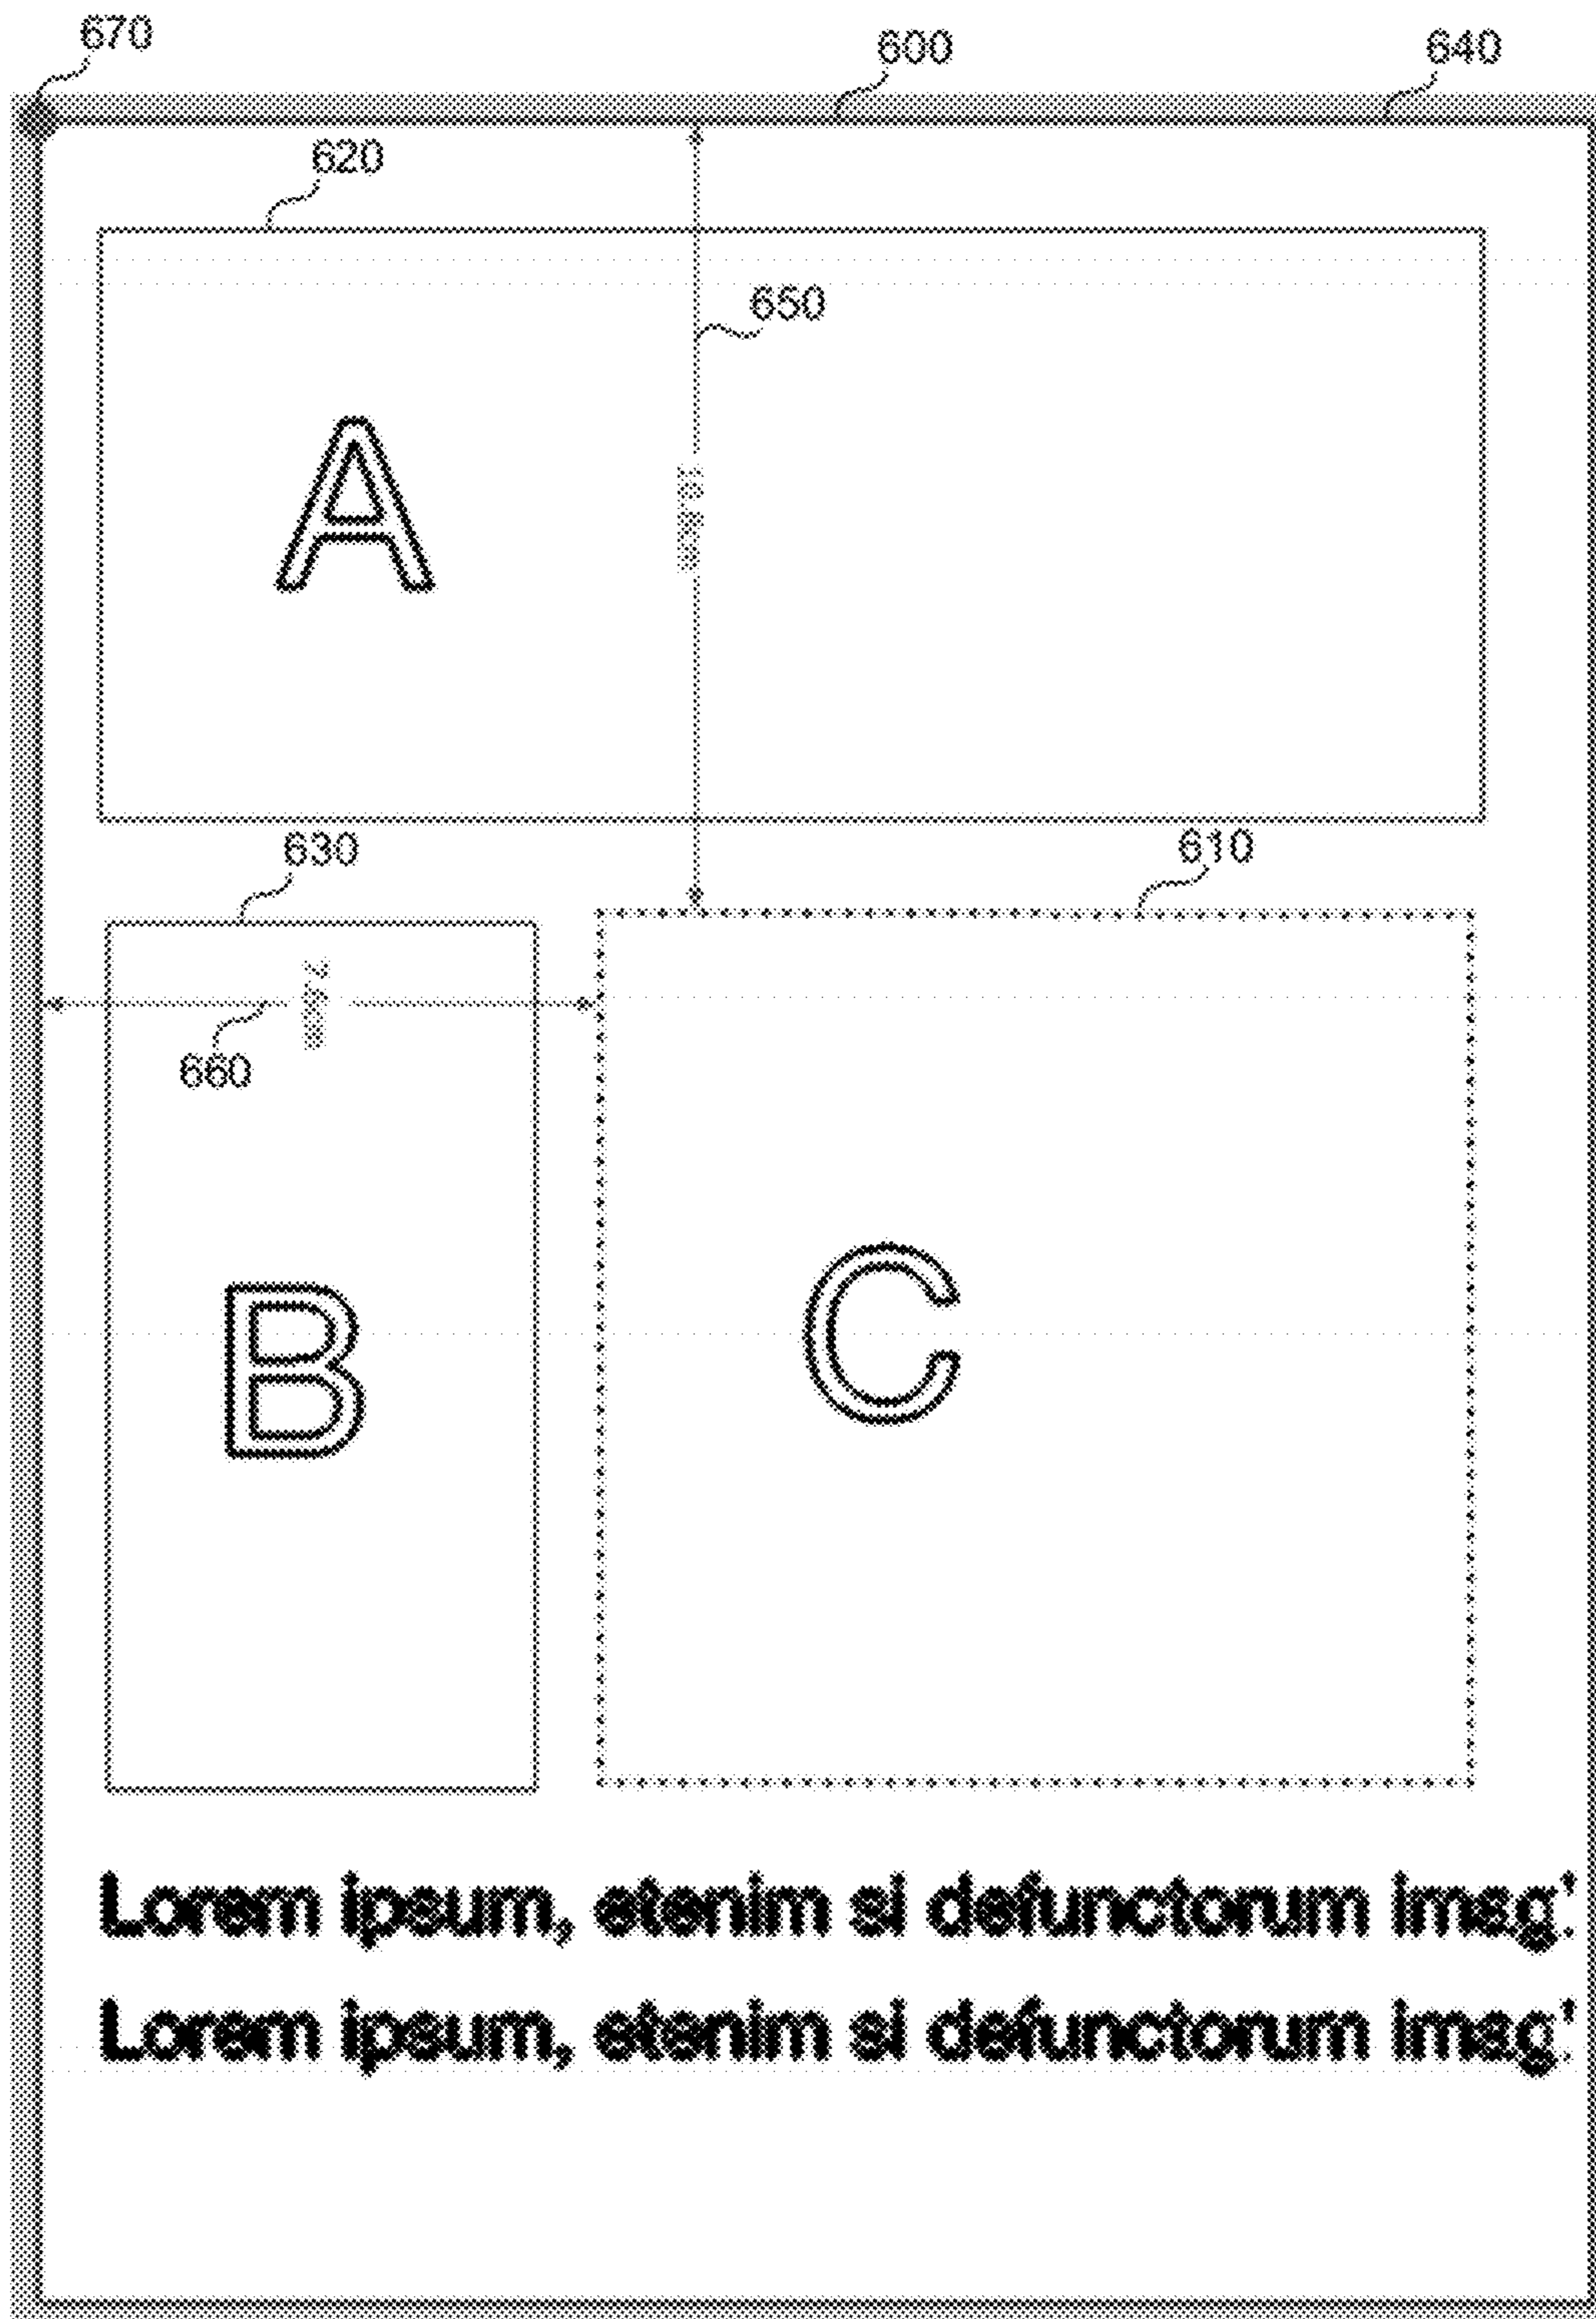 670
600
640
620
650
A
630
610
660
B
C
Lorem ipsum, etenim si defunctorum imag
Lorem ipsum, etenim si defunctorum imag